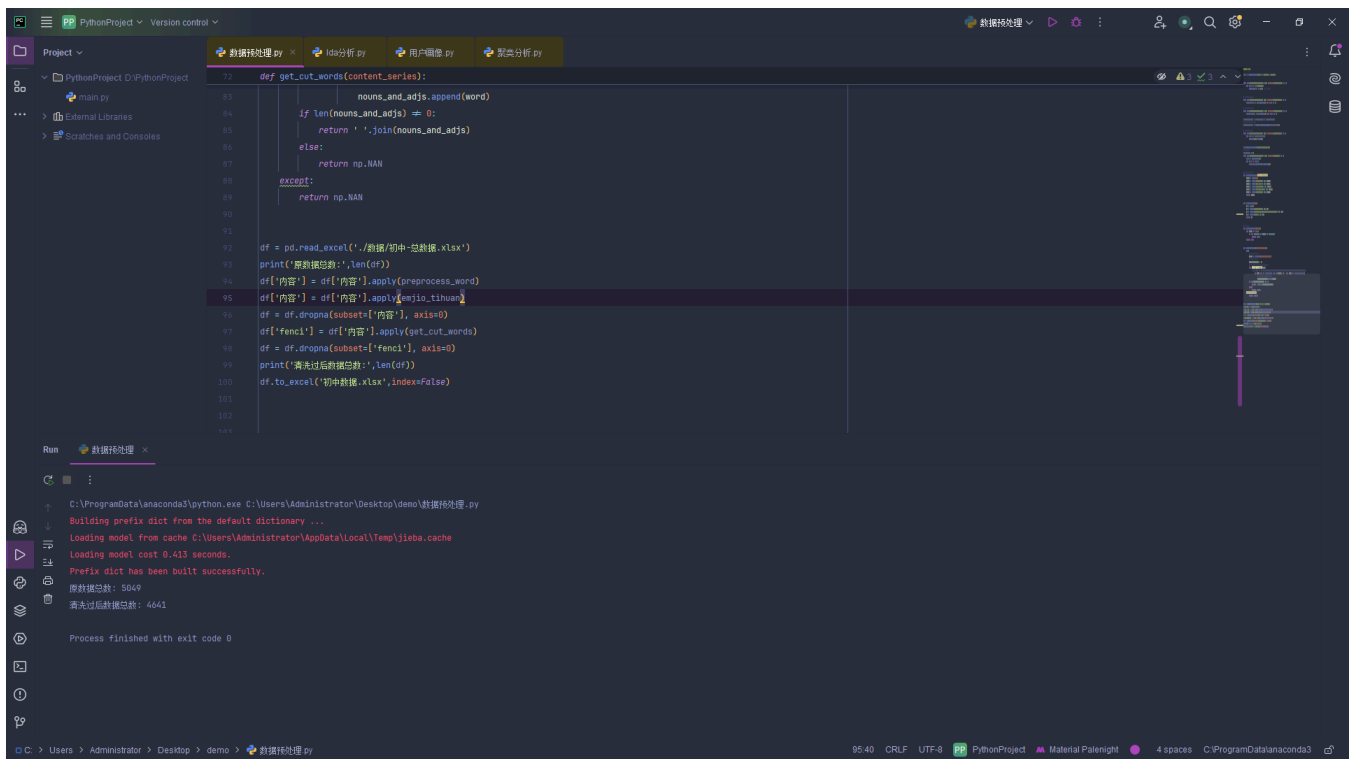 PC PP PythonProject Version control 数据预处理
Project
数据预处理.py × lda分析.py 用户画像.py 聚类分析.py
PythonProject D:\PythonProject
main.py
External Libraries
Scratches and Consoles
72 def get_cut_words(content_series): 3 3
83 nouns_and_adjs.append(word)
84 if len(nouns_and_adjs) ≠ 0:
85 return ' '.join(nouns_and_adjs)
86 else:
87 return np.NAN
88 except:
89 return np.NAN
90
91
92 df = pd.read_excel('./数据/初中-总数据.xlsx')
93 print('原数据总数:',len(df))
94 df['内容'] = df['内容'].apply(preprocess_word)
95 df['内容'] = df['内容'].apply(emjio_tihuan)
96 df = df.dropna(subset=['内容'], axis=0)
97 df['fenci'] = df['内容'].apply(get_cut_words)
98 df = df.dropna(subset=['fenci'], axis=0)
99 print('清洗过后数据总数:',len(df))
100 df.to_excel('初中数据.xlsx',index=False)
101
102
Run 数据预处理 ×
C:\ProgramData\anaconda3\python.exe C:\Users\Administrator\Desktop\demo\数据预处理.py
Building prefix dict from the default dictionary ...
Loading model from cache C:\Users\Administrator\AppData\Local\Temp\jieba.cache
Loading model cost 0.413 seconds.
Prefix dict has been built successfully.
原数据总数: 5049
清洗过后数据总数: 4641
Process finished with exit code 0
C: > Users > Administrator > Desktop > demo > 数据预处理.py 95:40 CRLF UTF-8 PP PythonProject Material Palenight 4 spaces C:\ProgramData\anaconda3